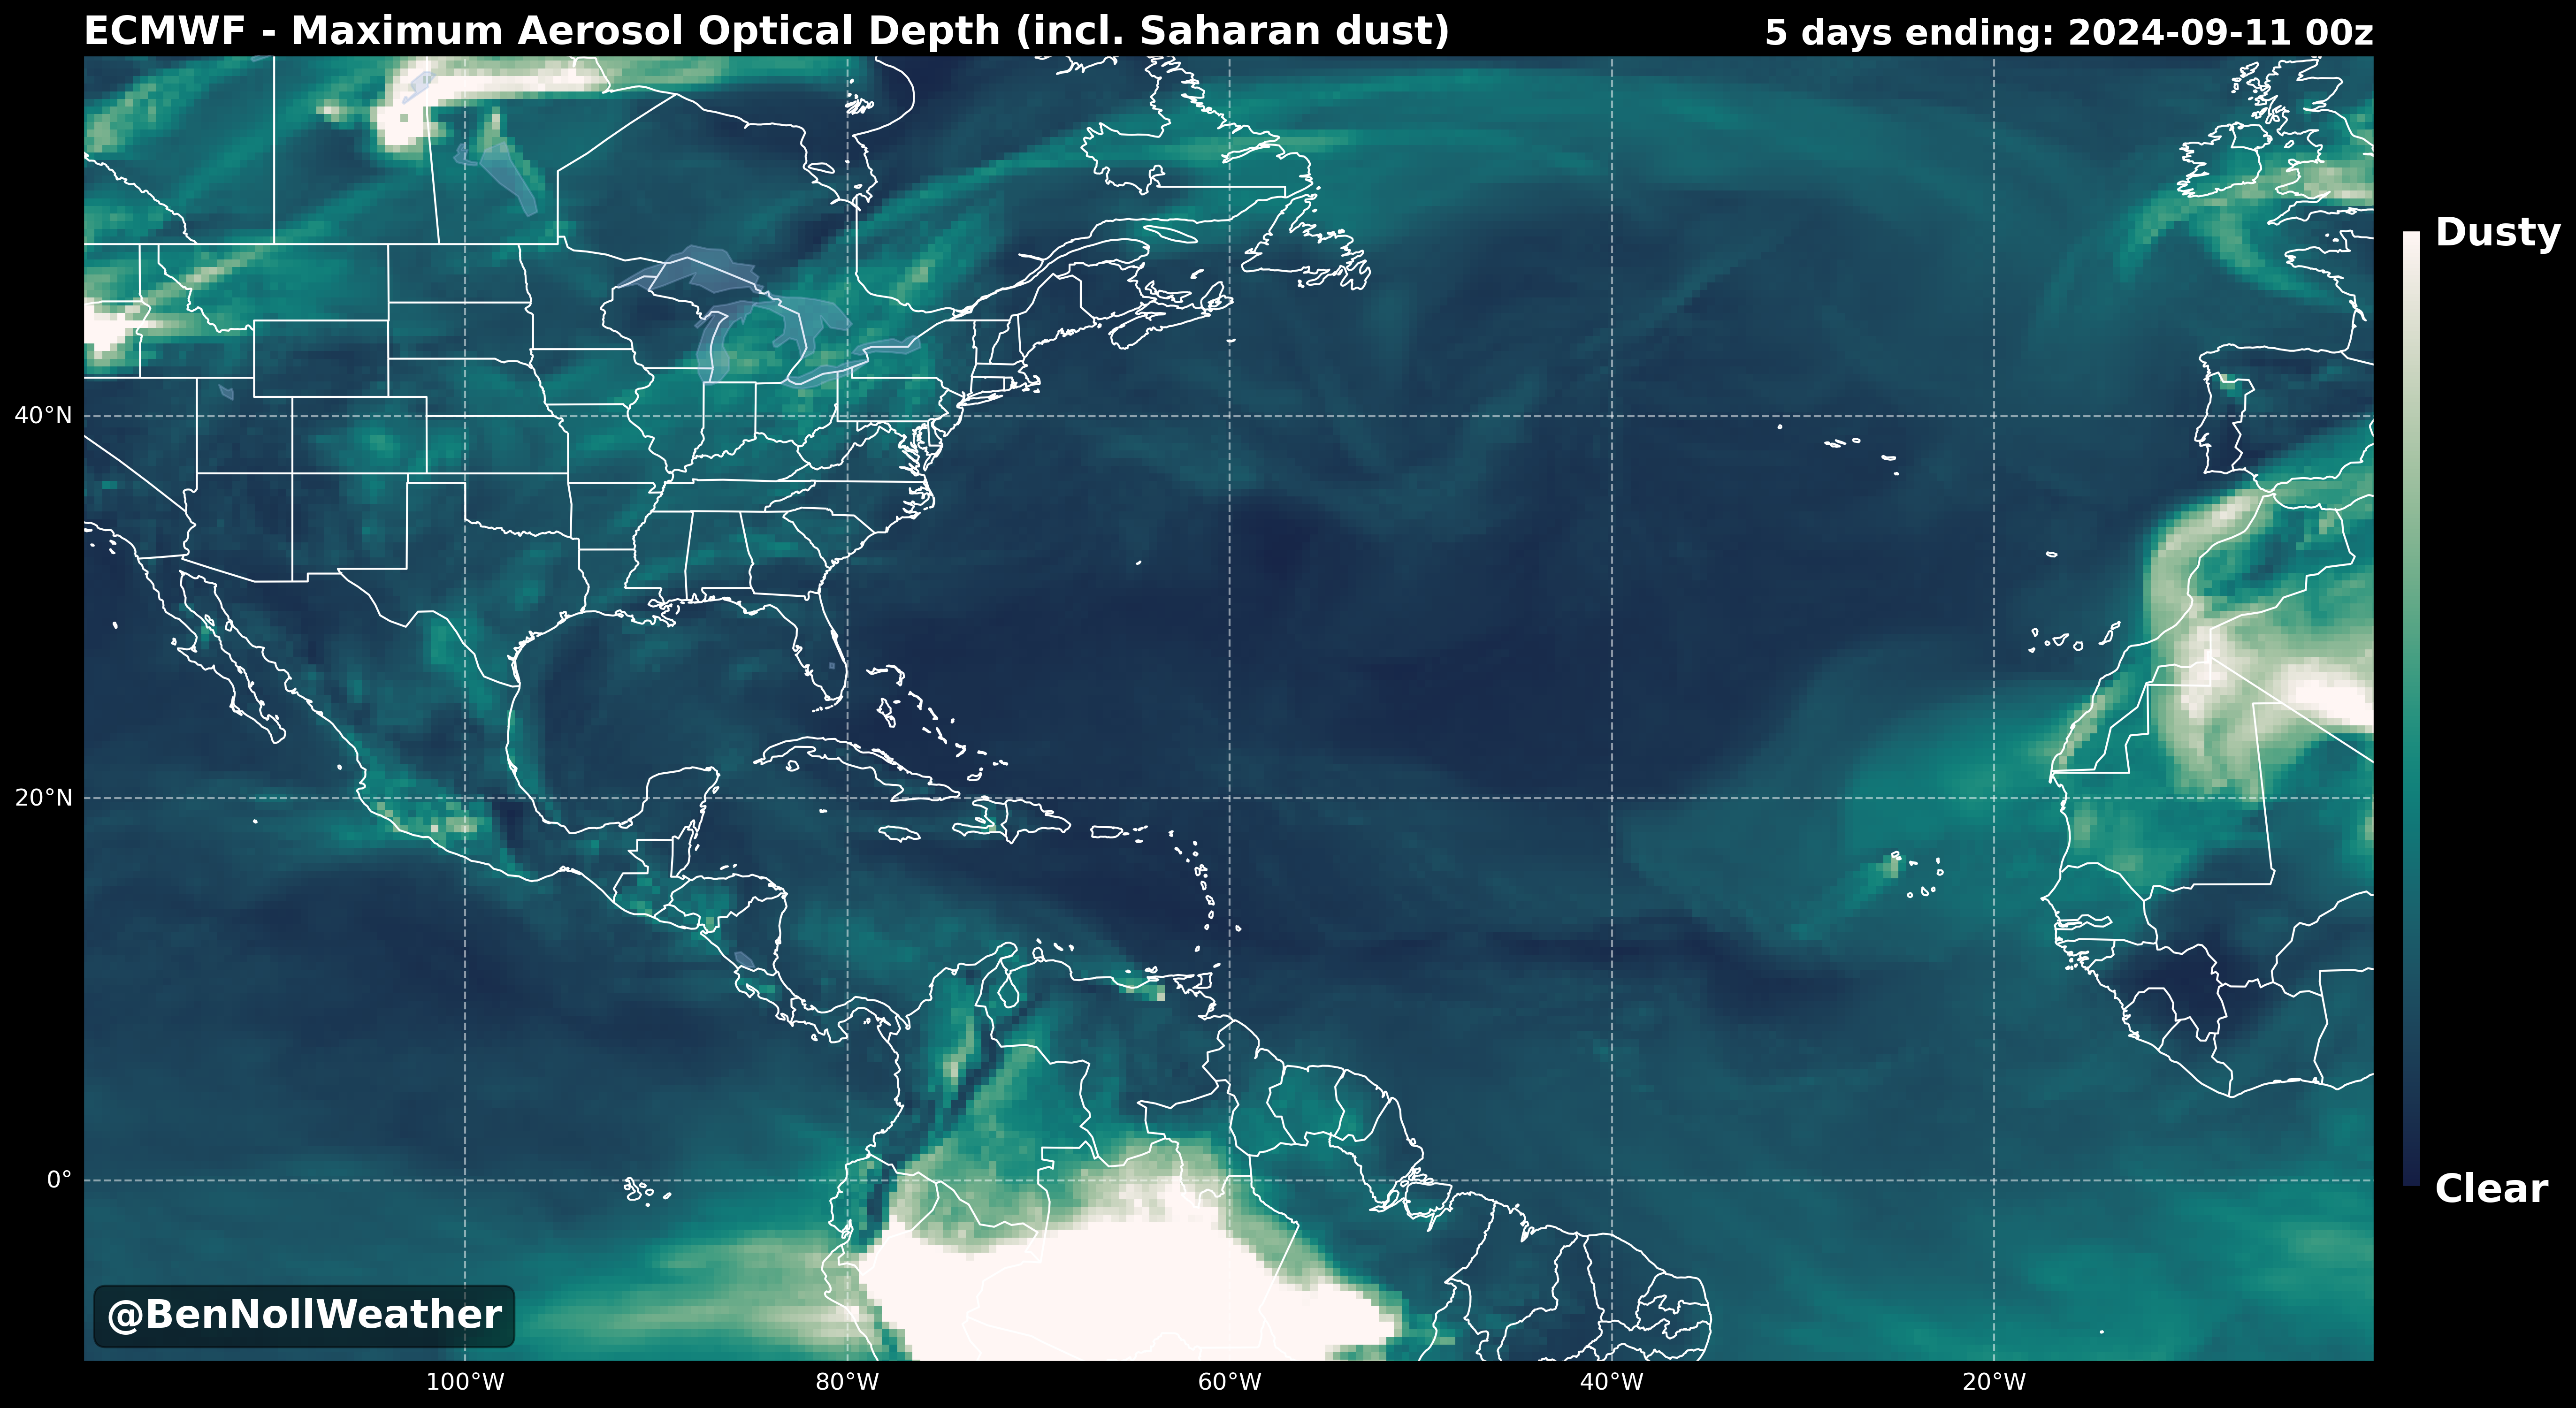 ECMWF - Maximum Aerosol Optical Depth (incl. Saharan dust)
5 days ending: 2024-09-11 00z
Dusty
40°N
20°N
0°
Clear
@BenNollWeather
100°W
80°W
60°W
40°W
20°W